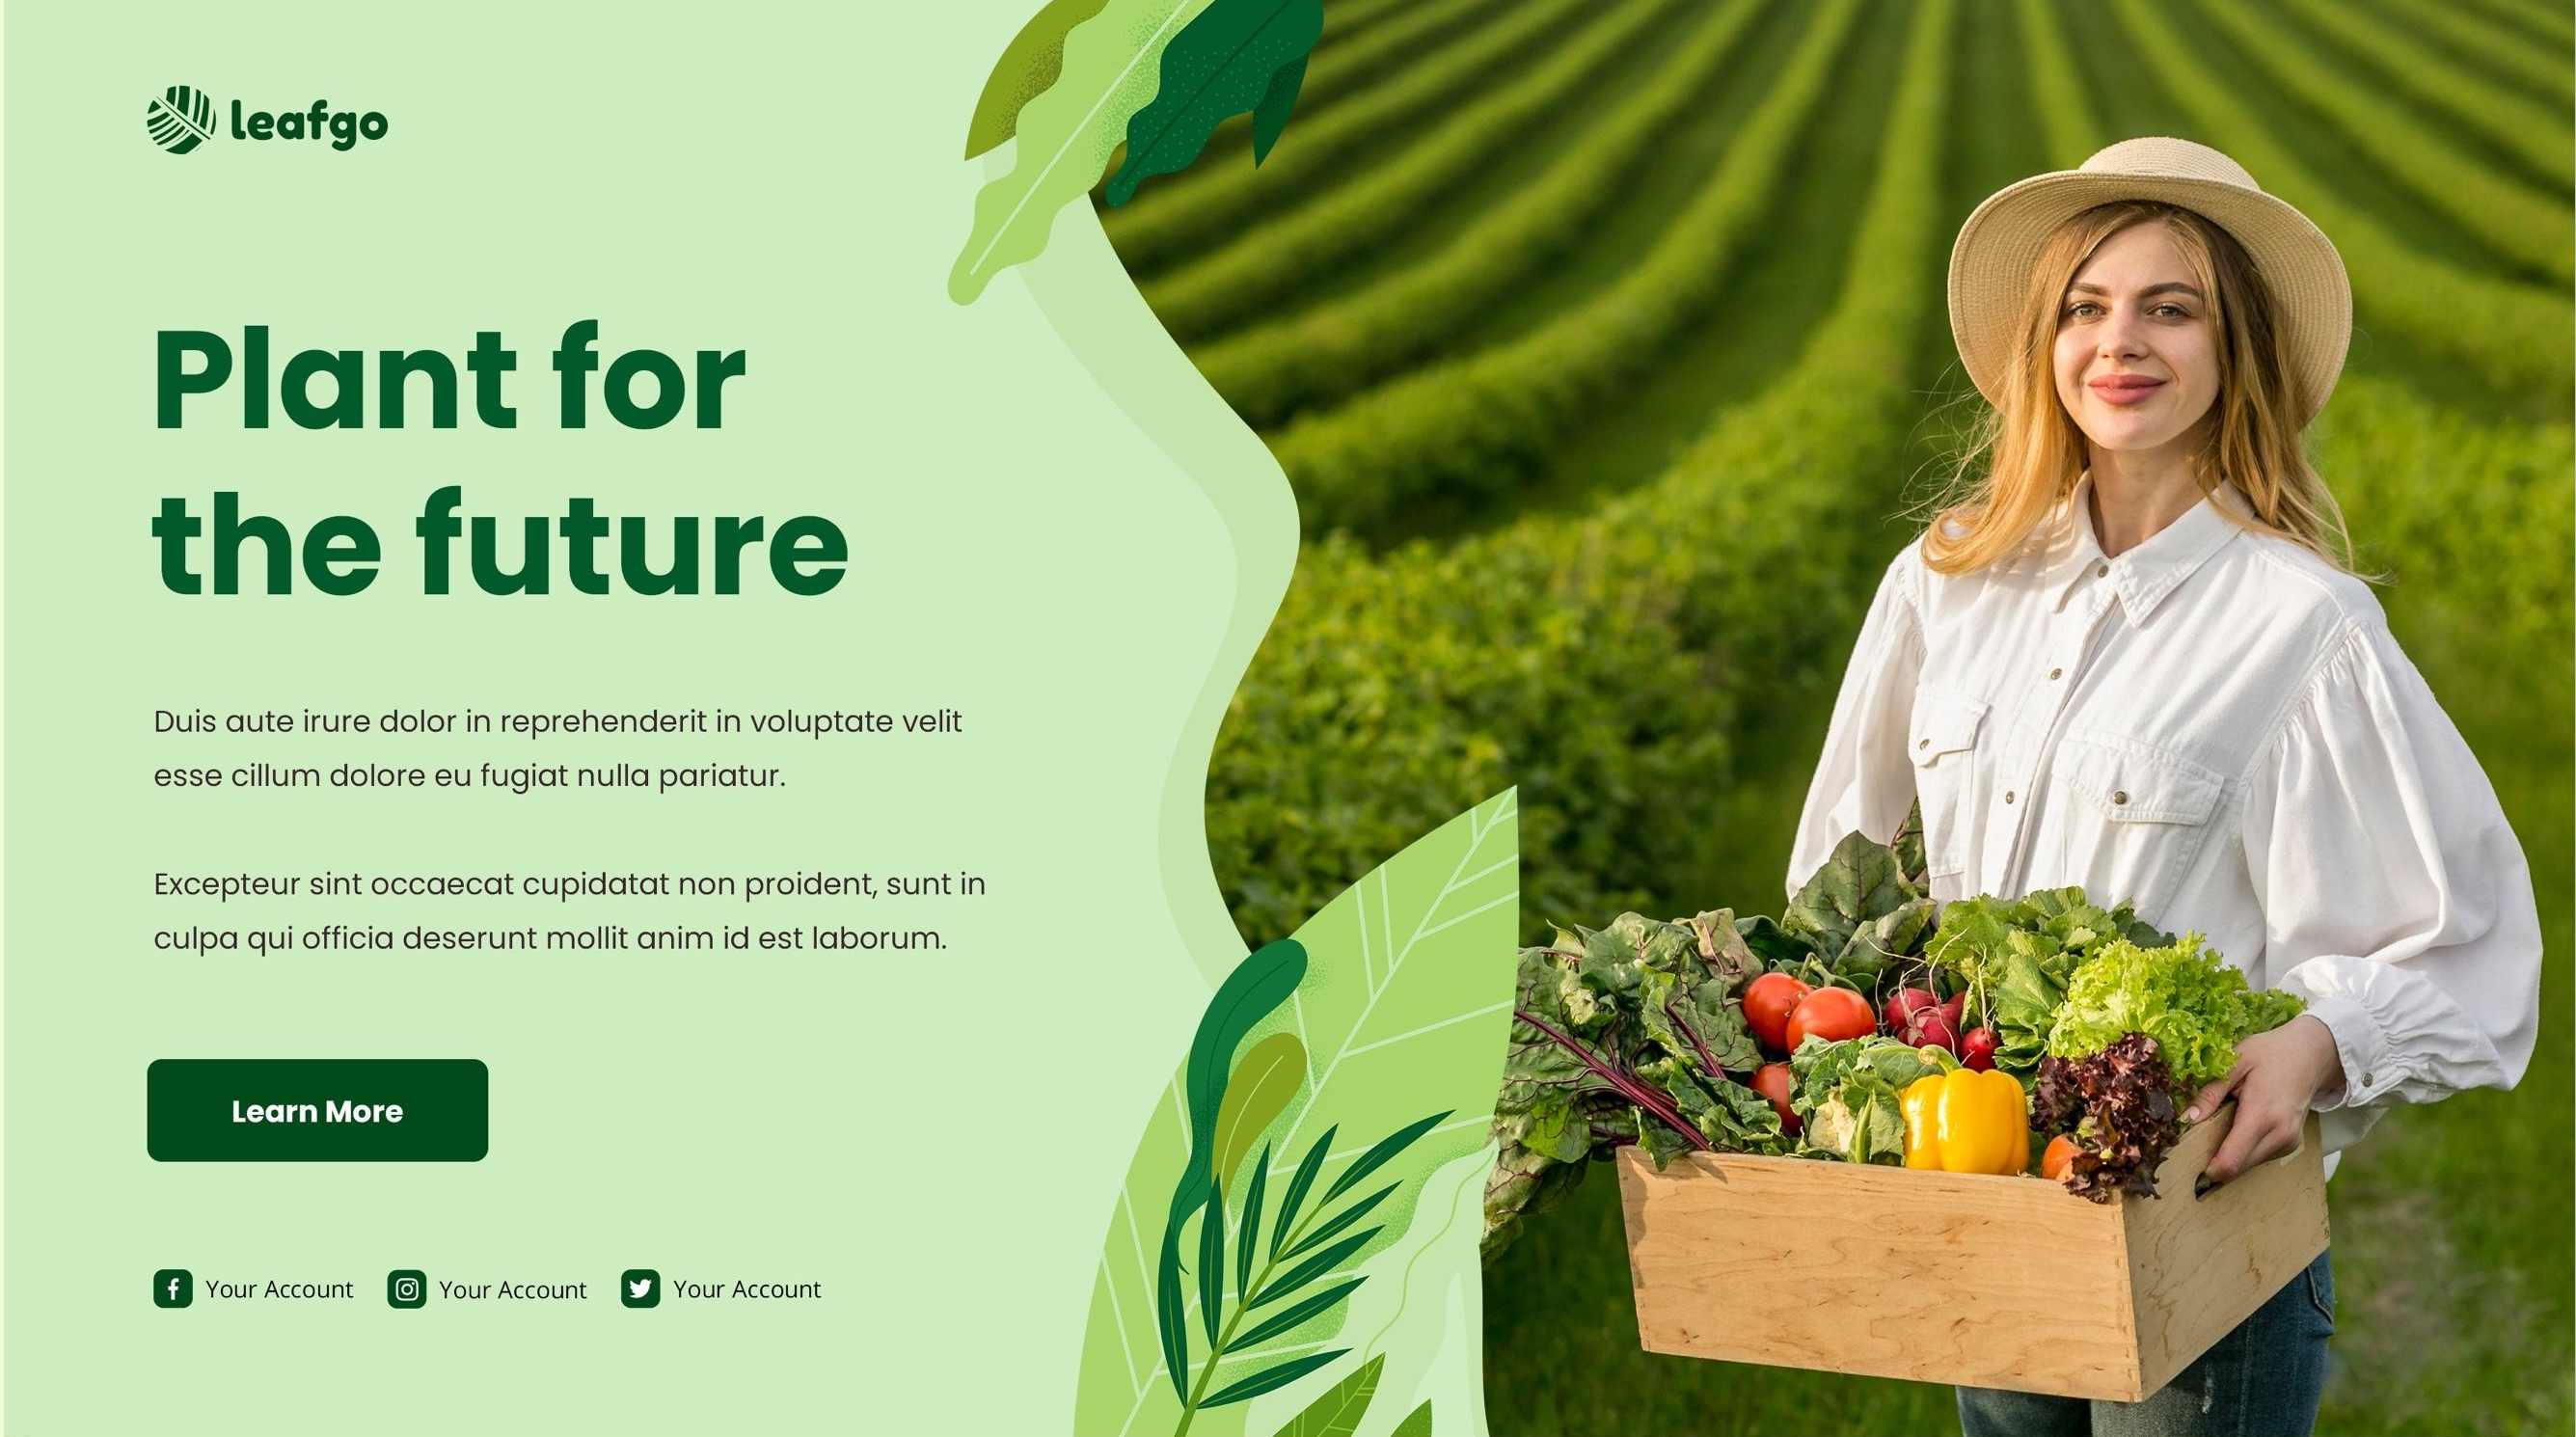 leafgo
Plant for
the future
Duis aute irure dolor in reprehenderit in voluptate velit
esse cillum dolore eu fugiat nulla pariatur.
Excepteur sint occaecat cupidatat non proident, sunt in
culpa qui officia deserunt mollit anim id est laborum.
Learn More
Your Account
Your Account
Your Account